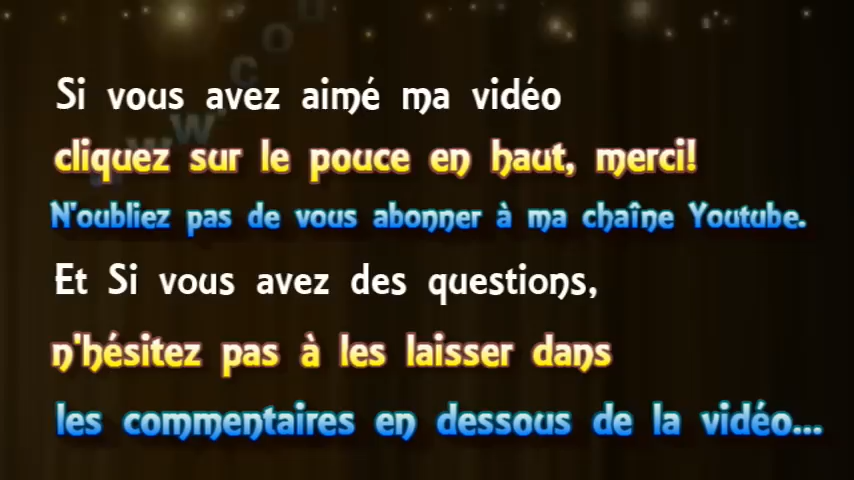 Si vous avez aimé ma vidéo
cliquez sur le pouce en haut, merci!
N'oubliez pas de vous abonner à ma chaîne Youtube.
Et Si vous avez des questions,
n'hésitez pas à les laisser dans
les commentaires en dessous de la vidéo...